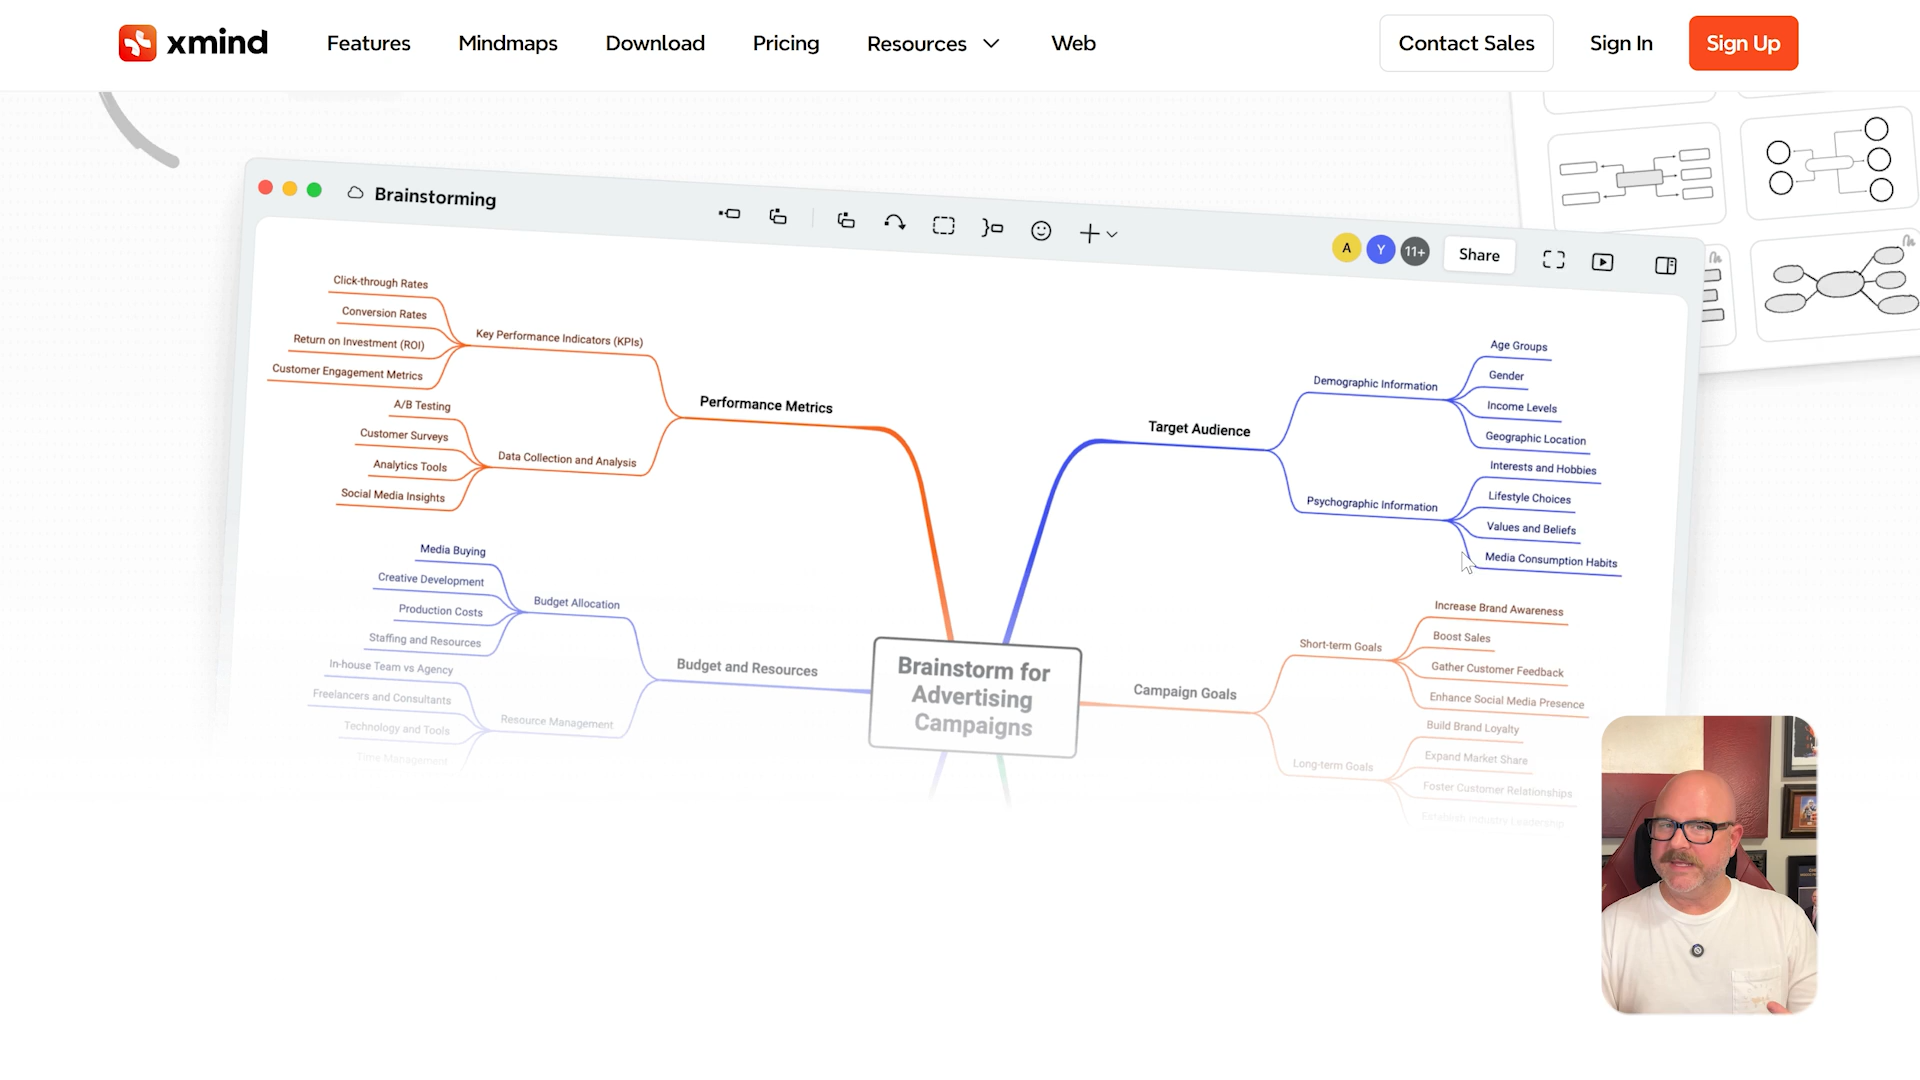 xmind
Features
Mindmaps
Download
Pricing
Resources
Web
Contact Sales
Sign In
Sign Up
Brainstorming
A
Y
11+
Share
Click-through Rates
Conversion Rates
Return on Investment (ROI)
Customer Engagement Metrics
Key Performance Indicators (KPIs)
A/B Testing
Customer Surveys
Analytics Tools
Social Media Insights
Data Collection and Analysis
Performance Metrics
Target Audience
Demographic Information
Age Groups
Gender
Income Levels
Geographic Location
Psychographic Information
Interests and Hobbies
Lifestyle Choices
Values and Beliefs
Media Consumption Habits
Media Buying
Creative Development
Production Costs
Staffing and Resources
Budget Allocation
In-house Team vs Agency
Freelancers and Consultants
Technology and Tools
Time Management
Resource Management
Budget and Resources
Brainstorm for
Advertising
Campaigns
Campaign Goals
Short-term Goals
Increase Brand Awareness
Boost Sales
Gather Customer Feedback
Enhance Social Media Presence
Long-term Goals
Build Brand Loyalty
Expand Market Share
Foster Customer Relationships
Establish Industry Leadership